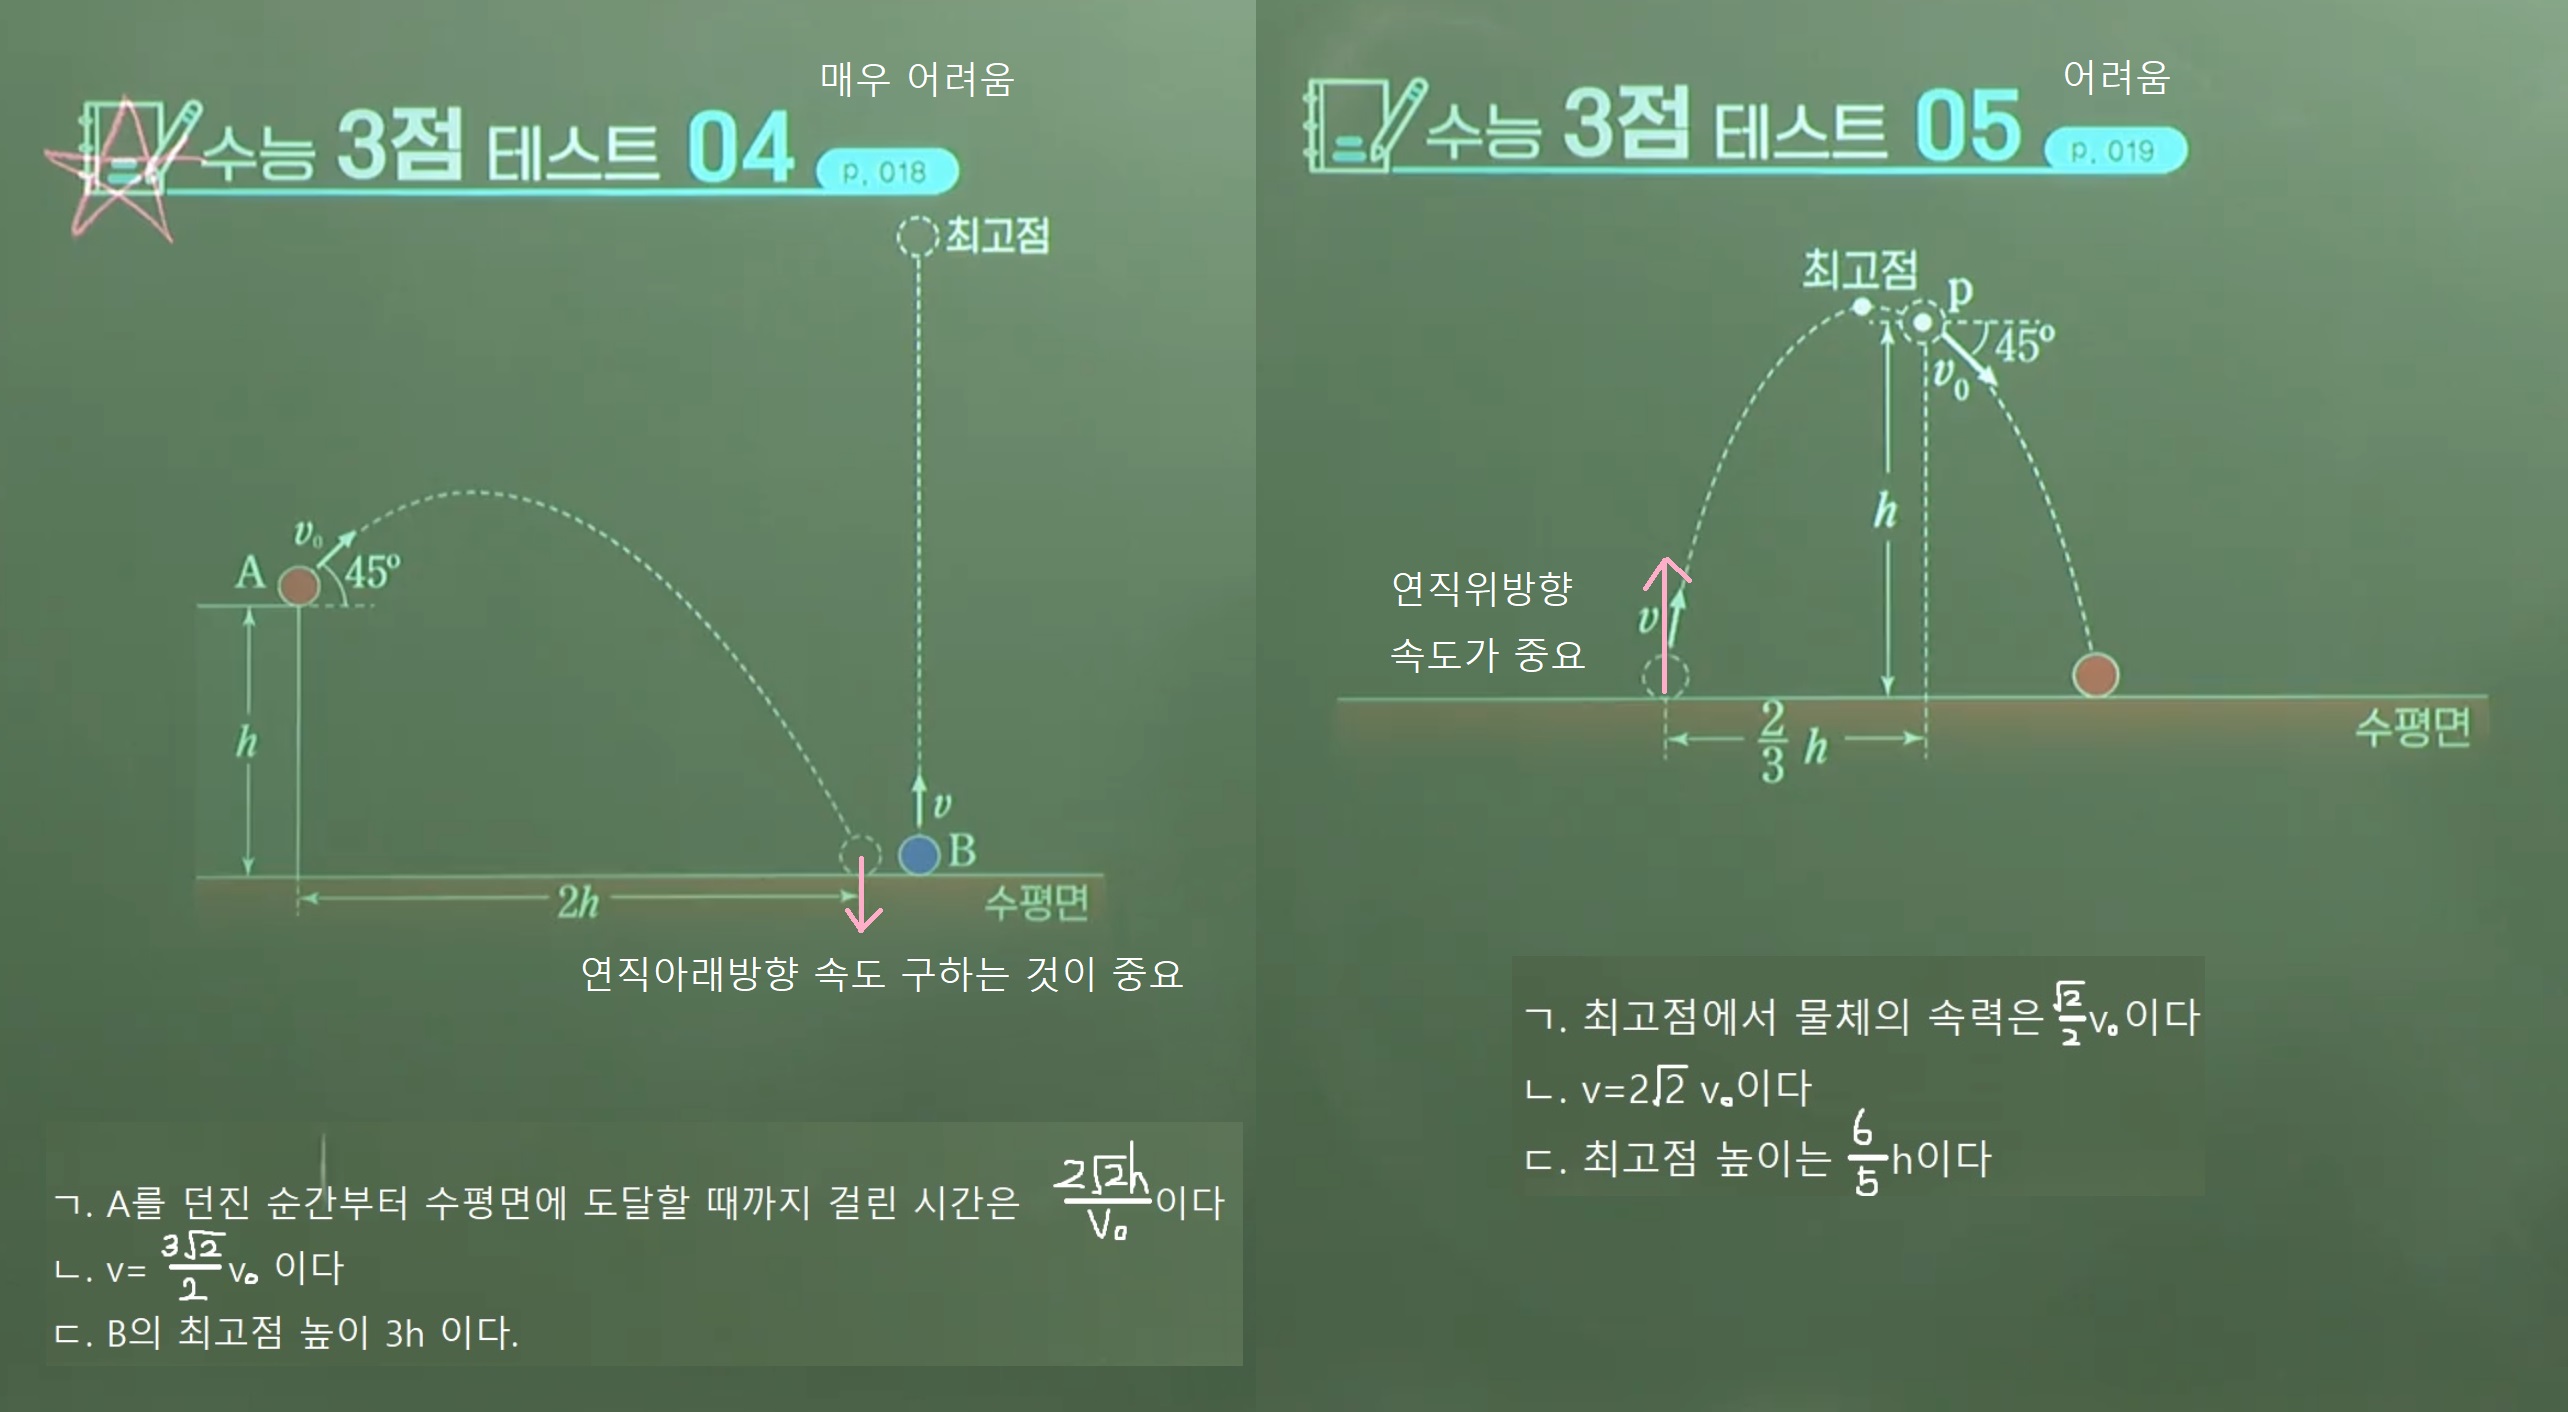 매우 어려움
수능 3점 테스트 04 p. 018
최고점
v₀
A 45º
h
v
B
2h
수평면
연직아래방향 속도 구하는 것이 중요
ㄱ. A를 던진 순간부터 수평면에 도달할 때까지 걸린 시간은 2√2h/v₀이다
ㄴ. v= 3√2/2 v₀ 이다
ㄷ. B의 최고점 높이 3h 이다.
어려움
수능 3점 테스트 05 p. 019
최고점 p
45º
v₀
h
연직위방향
속도가 중요
v
2/3 h
수평면
ㄱ. 최고점에서 물체의 속력은 √2/2 v₀이다
ㄴ. v=2√2 v₀이다
ㄷ. 최고점 높이는 6/5 h이다